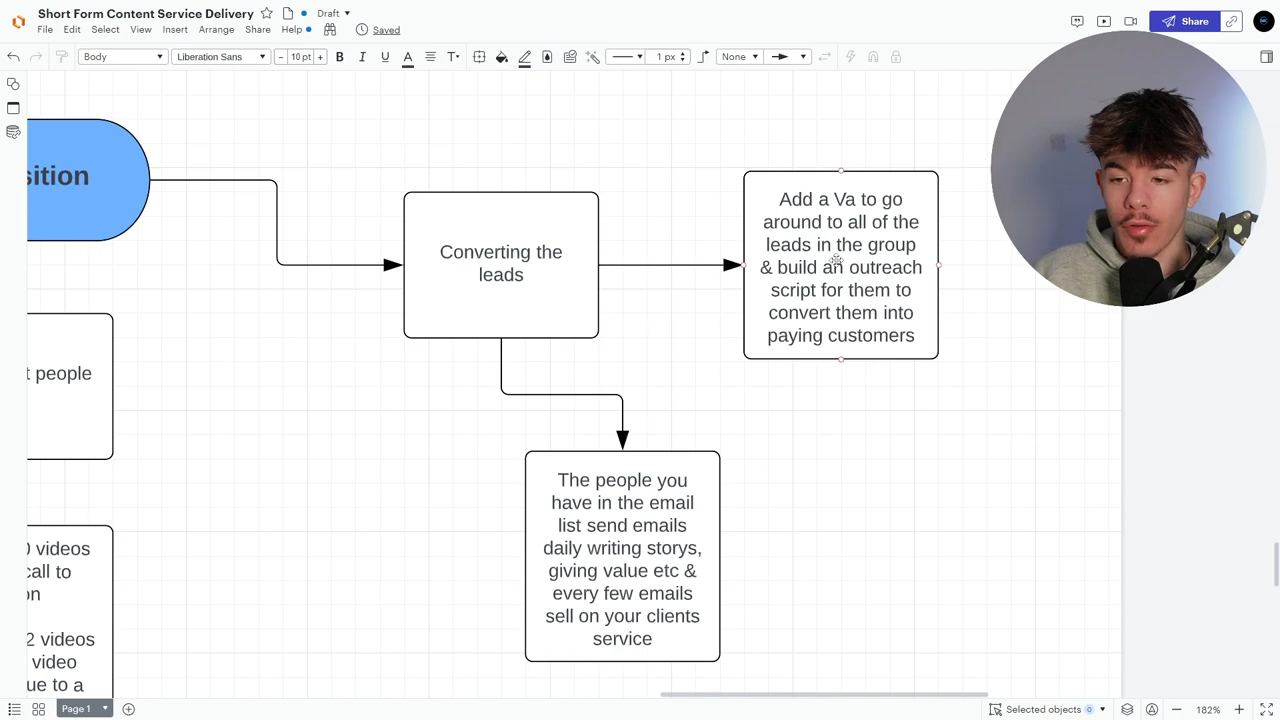 Short Form Content Service Delivery
Draft
File Edit Select View Insert Arrange Share Help Saved
Share
Body Liberation Sans - 10 pt + B I U A T 1 px None
sition
Converting the
leads
Add a Va to go
around to all of the
leads in the group
& build an outreach
script for them to
convert them into
paying customers
t people
The people you
have in the email
list send emails
daily writing storys,
giving value etc &
every few emails
sell on your clients
service
0 videos
call to
on
2 videos
video
ue to a
Page 1
Selected objects 0
182%